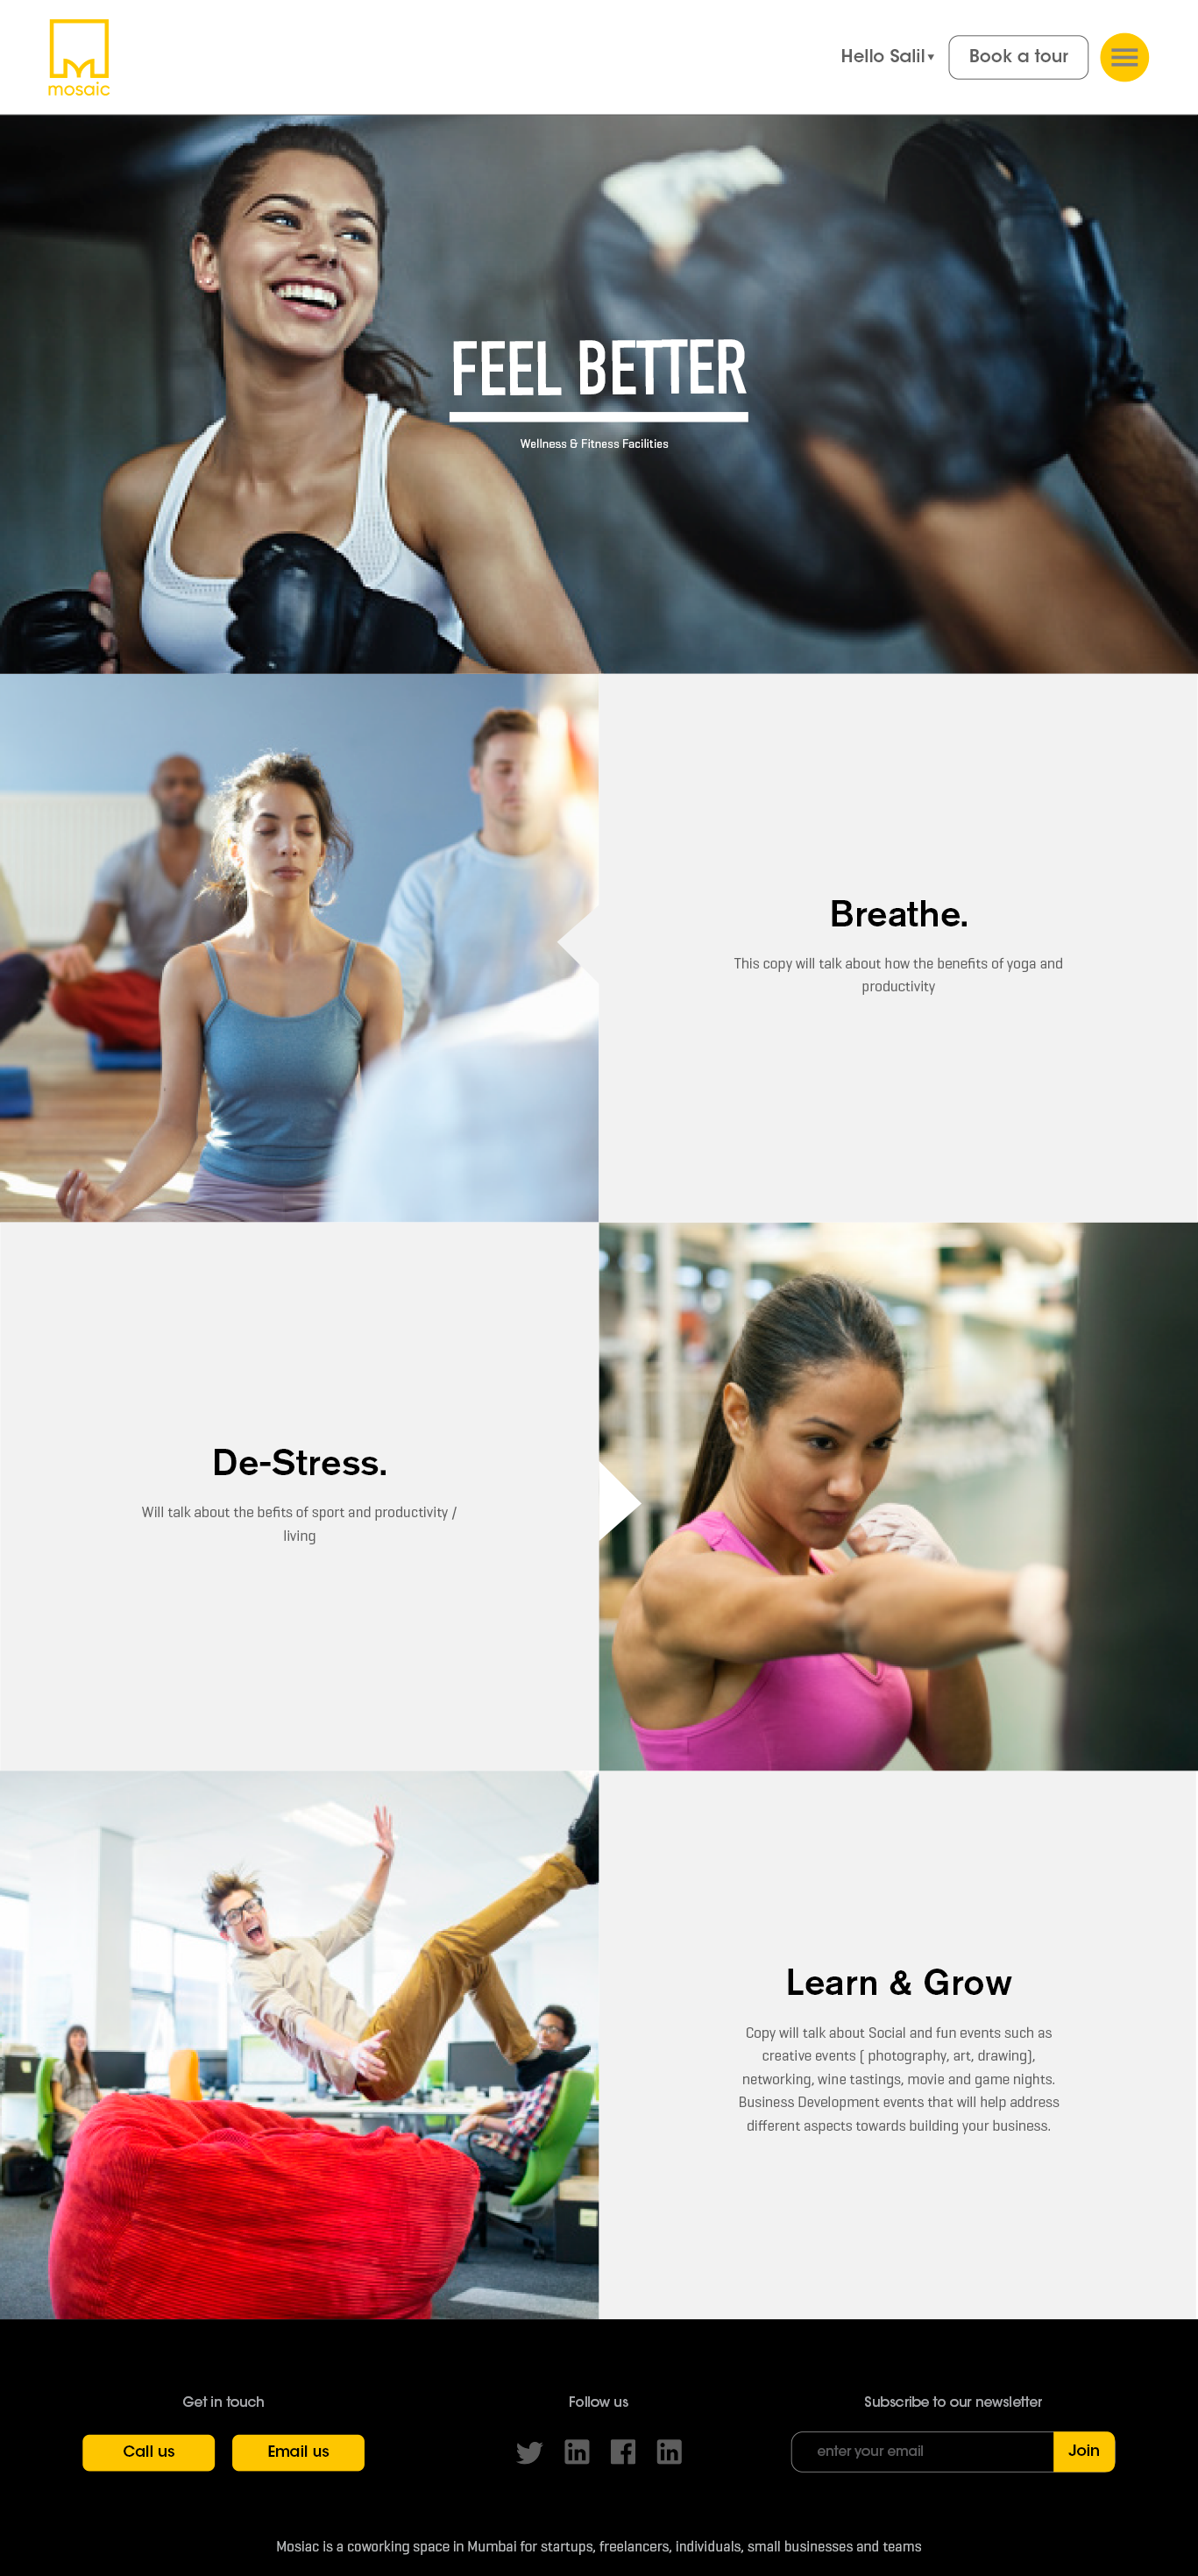 mosaic
Hello Salil▾
Book a tour
FEEL BETTER
Wellness & Fitness Facilities
Breathe.
This copy will talk about how the benefits of yoga and
productivity
De-Stress.
Will talk about the befits of sport and productivity /
living
Learn & Grow
Copy will talk about Social and fun events such as
creative events ( photography, art, drawing),
networking, wine tastings, movie and game nights.
Business Development events that will help address
different aspects towards building your business.
Get in touch
Call us
Email us
Follow us
Subscribe to our newsletter
enter your email
Join
Mosiac is a coworking space in Mumbai for startups, freelancers, individuals, small businesses and teams